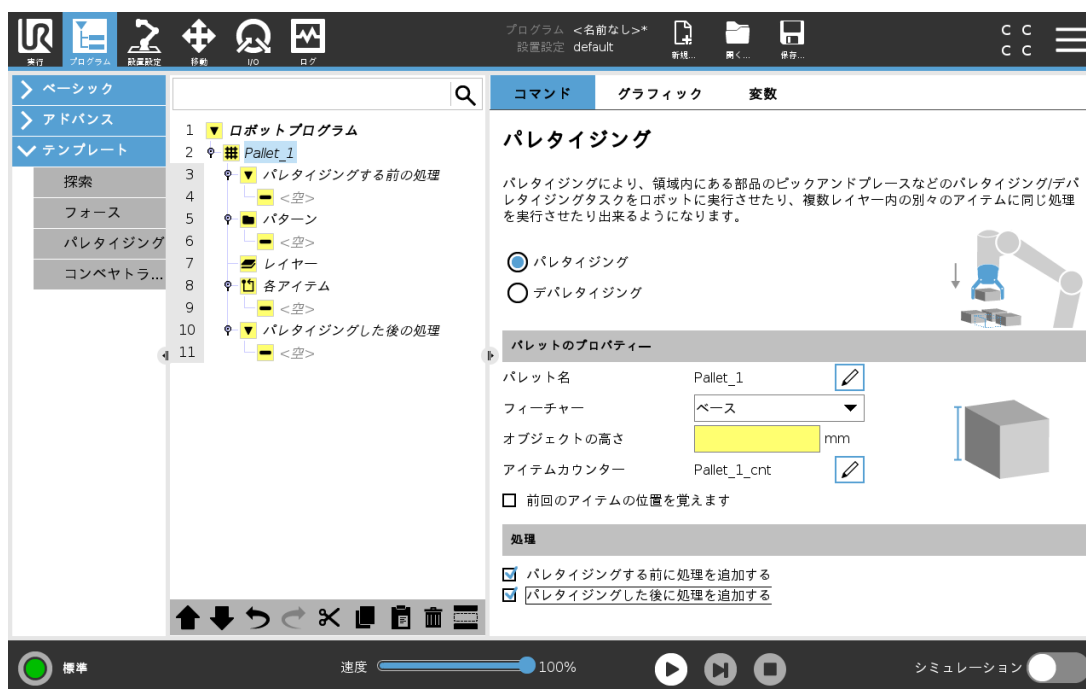 UR
プログラム <名前なし>*
設置設定 default
C C
C C
実行
プログラム
設置設定
移動
I/O
ログ
新規...
開く...
保存...
ベーシック
アドバンス
テンプレート
探索
フォース
パレタイジング
コンベヤトラ...
1 ロボットプログラム
2 Pallet_1
3 パレタイジングする前の処理
4 <空>
5 パターン
6 <空>
7 レイヤー
8 各アイテム
9 <空>
10 パレタイジングした後の処理
11 <空>
コマンド グラフィック 変数
パレタイジング
パレタイジングにより、領域内にある部品のピックアンドプレースなどのパレタイジング/デパ
レタイジングタスクをロボットに実行させたり、複数レイヤー内の別々のアイテムに同じ処理
を実行させたり出来るようになります。
パレタイジング
デパレタイジング
パレットのプロパティー
パレット名 Pallet_1
フィーチャー ベース
オブジェクトの高さ mm
アイテムカウンター Pallet_1_cnt
前回のアイテムの位置を覚えます
処理
パレタイジングする前に処理を追加する
パレタイジングした後に処理を追加する
標準
速度 100%
シミュレーション